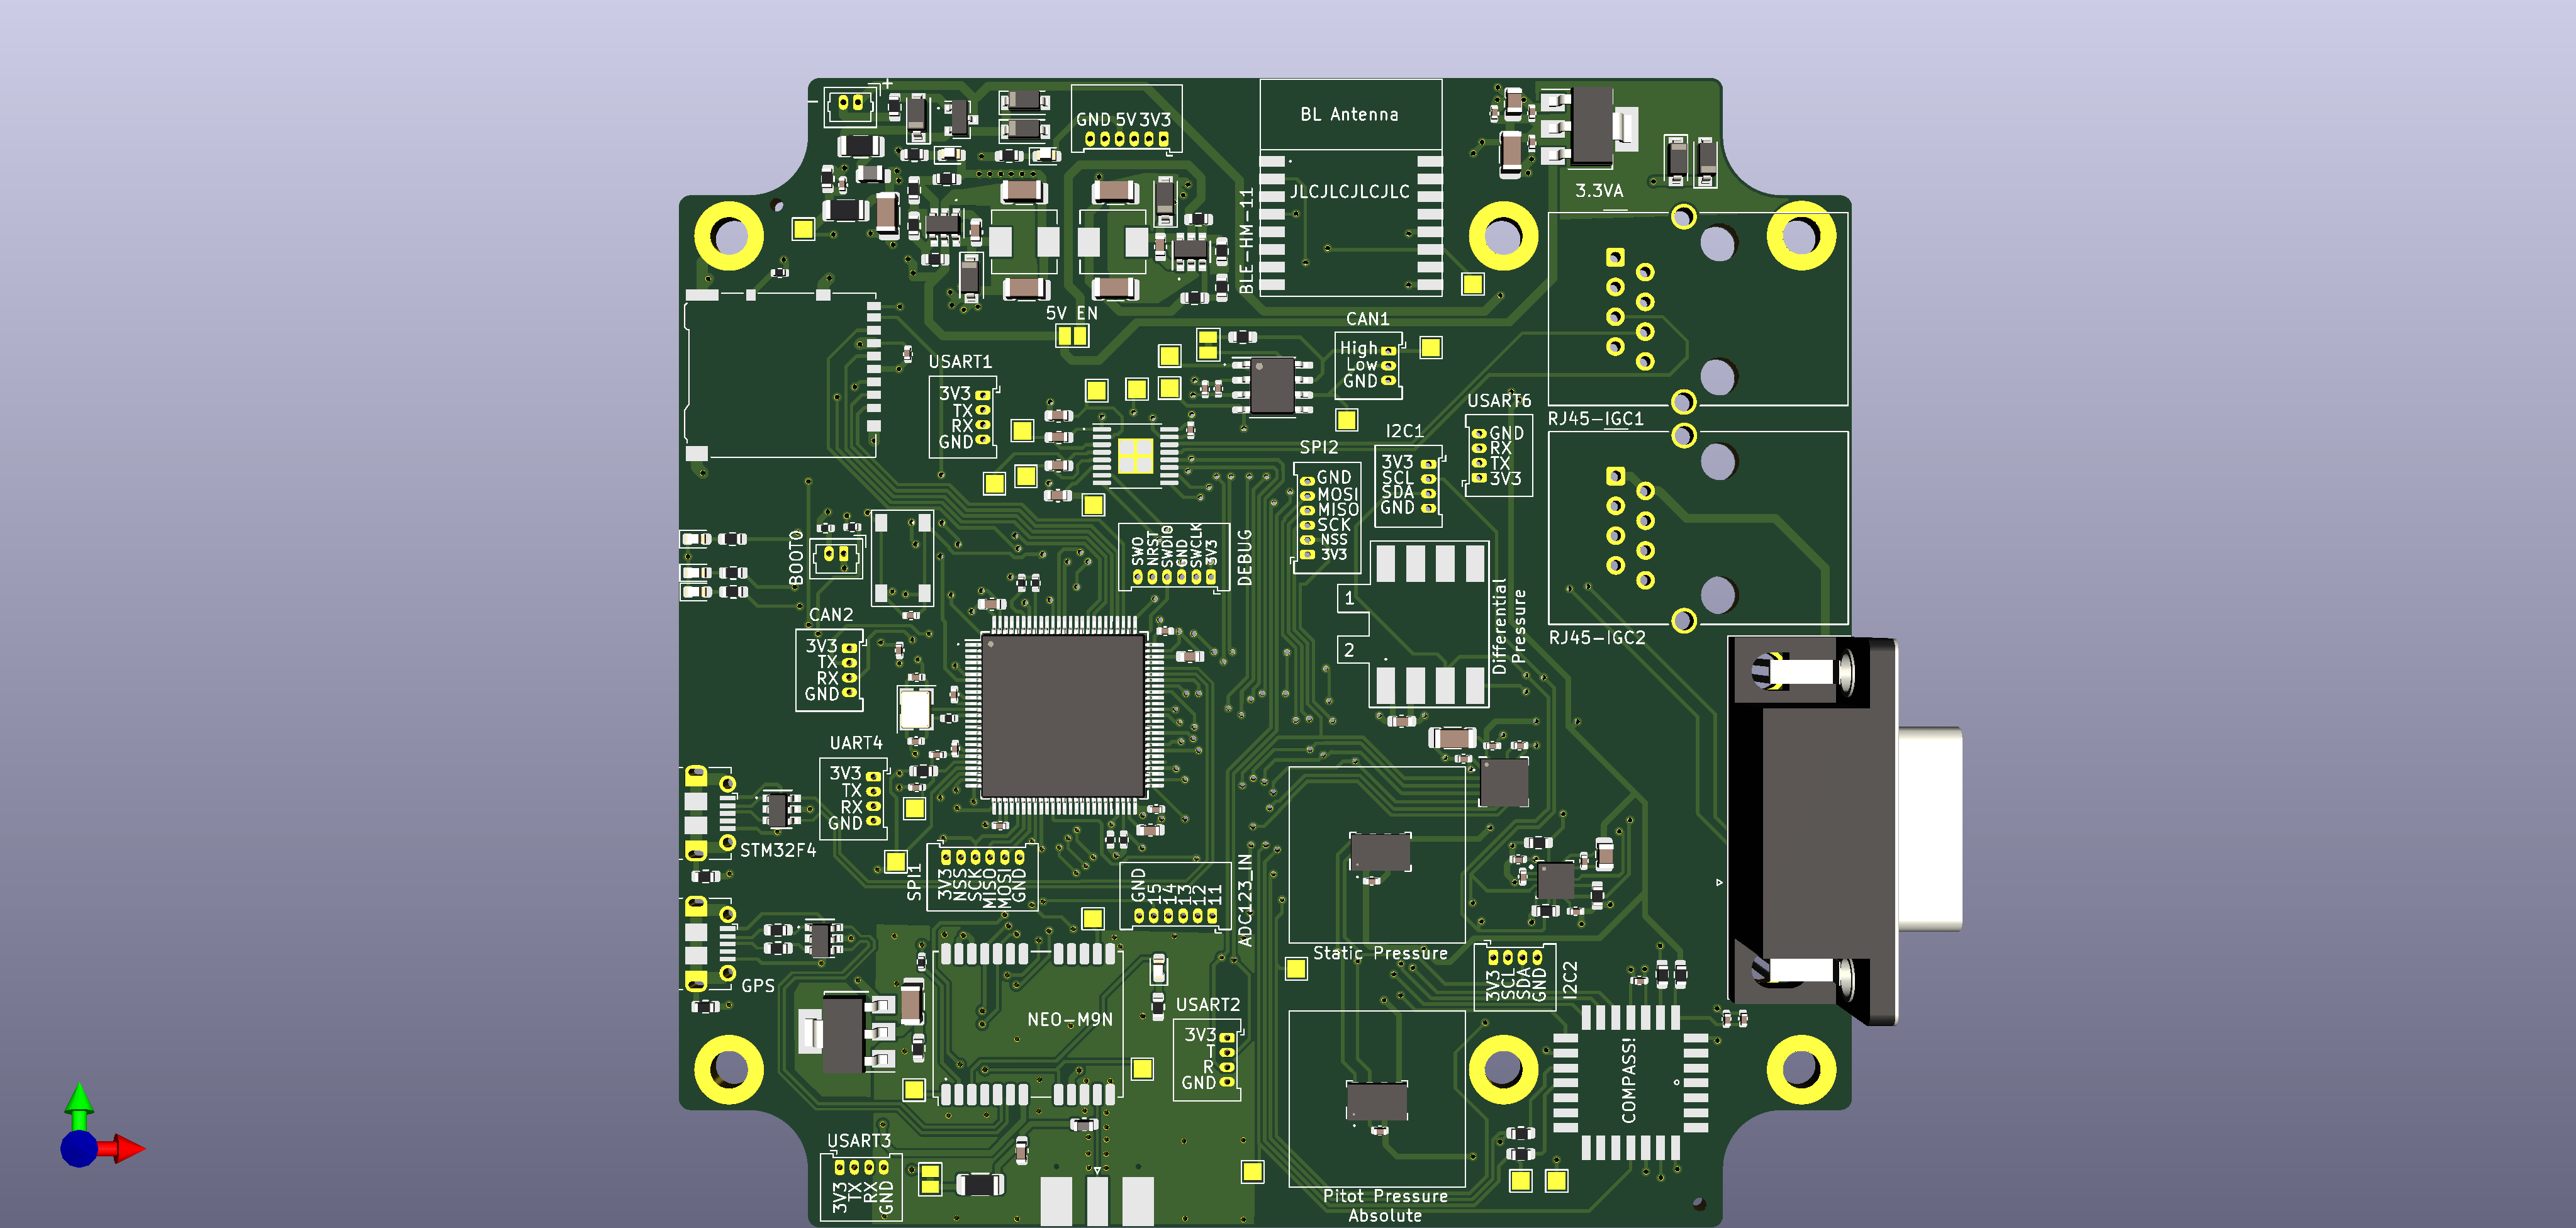 +
GND 5V 3V3
BL Antenna
JLCJLCJLCJLC
BLE-HM-11
3.3VA
5V EN
CAN1
High
Low
GND
USART1
3V3
TX
RX
GND
RJ45-IGC1
USART6
GND
RX
TX
3V3
I2C1
3V3
SCL
SDA
GND
SPI2
GND
MOSI
MISO
SCK
NSS
3V3
BOOT0
SWO
NRST
SWDIO
GND
SWCLK
3V3
DEBUG
1
2
Differential
Pressure
RJ45-IGC2
CAN2
3V3
TX
RX
GND
UART4
3V3
TX
RX
GND
STM32F4
SPI1
3V3
NSS
SCK
MISO
MOSI
GND
GND
15
14
13
12
11
ADC123_IN
Static Pressure
GPS
3V3
SCL
SDA
GND
I2C2
NEO-M9N
USART2
3V3
T
R
GND
COMPASS!
USART3
3V3
TX
RX
GND
Pitot Pressure
Absolute